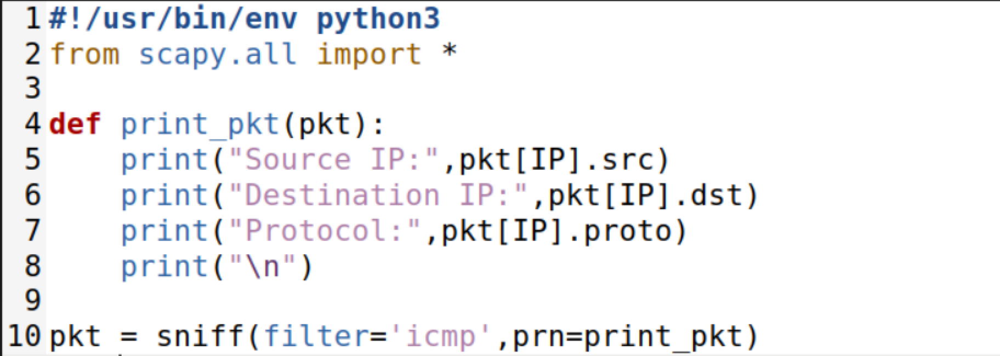 1 #!/usr/bin/env python3
2 from scapy.all import *
3
4 def print_pkt(pkt):
5     print("Source IP:",pkt[IP].src)
6     print("Destination IP:",pkt[IP].dst)
7     print("Protocol:",pkt[IP].proto)
8     print("\n")
9
10 pkt = sniff(filter='icmp',prn=print_pkt)